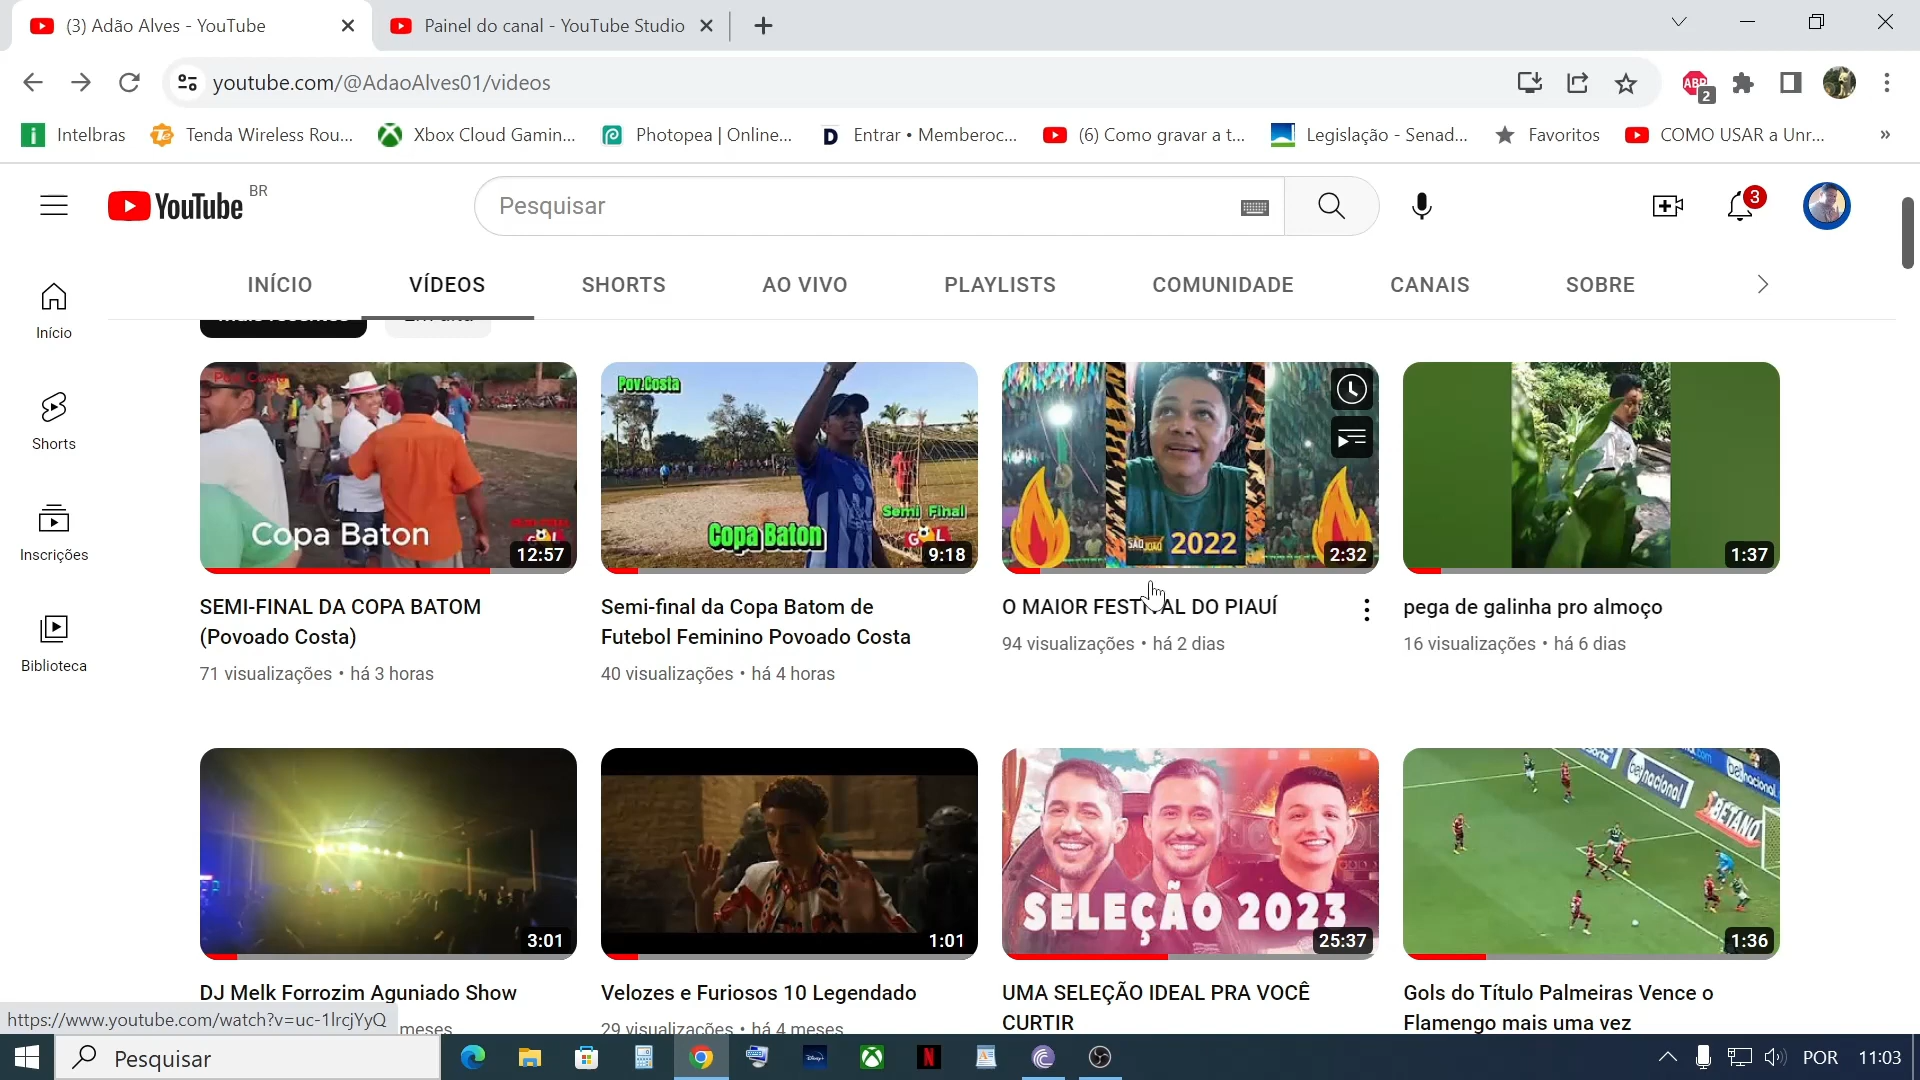 (3) Adão Alves - YouTube
Painel do canal - YouTube Studio
youtube.com/@AdaoAlves01/videos
ABP
2
Intelbras
Tenda Wireless Rou...
Xbox Cloud Gamin...
Photopea | Online...
Entrar • Memberoc...
(6) Como gravar a t...
Legislação - Senad...
Favoritos
COMO USAR a Unr...
»
YouTube
BR
Pesquisar
3
INÍCIO
VÍDEOS
SHORTS
AO VIVO
PLAYLISTS
COMUNIDADE
CANAIS
SOBRE
Início
Shorts
Inscrições
Biblioteca
Copa Baton
12:57
Pov.Costa
Semi Final
Copa Baton
9:18
SÃO JOÃO 2022
2:32
1:37
SEMI-FINAL DA COPA BATOM
(Povoado Costa)
71 visualizações • há 3 horas
Semi-final da Copa Batom de
Futebol Feminino Povoado Costa
40 visualizações • há 4 horas
O MAIOR FESTIVAL DO PIAUÍ
94 visualizações • há 2 dias
pega de galinha pro almoço
16 visualizações • há 6 dias
3:01
1:01
SELEÇÃO 2023
25:37
betnacional
betnacional
BETANO
1:36
DJ Melk Forrozim Aguniado Show
meses
Velozes e Furiosos 10 Legendado
29 visualizações • há 4 meses
UMA SELEÇÃO IDEAL PRA VOCÊ
CURTIR
Gols do Título Palmeiras Vence o
Flamengo mais uma vez
https://www.youtube.com/watch?v=uc-1lrcjYyQ
Pesquisar
POR
11:03